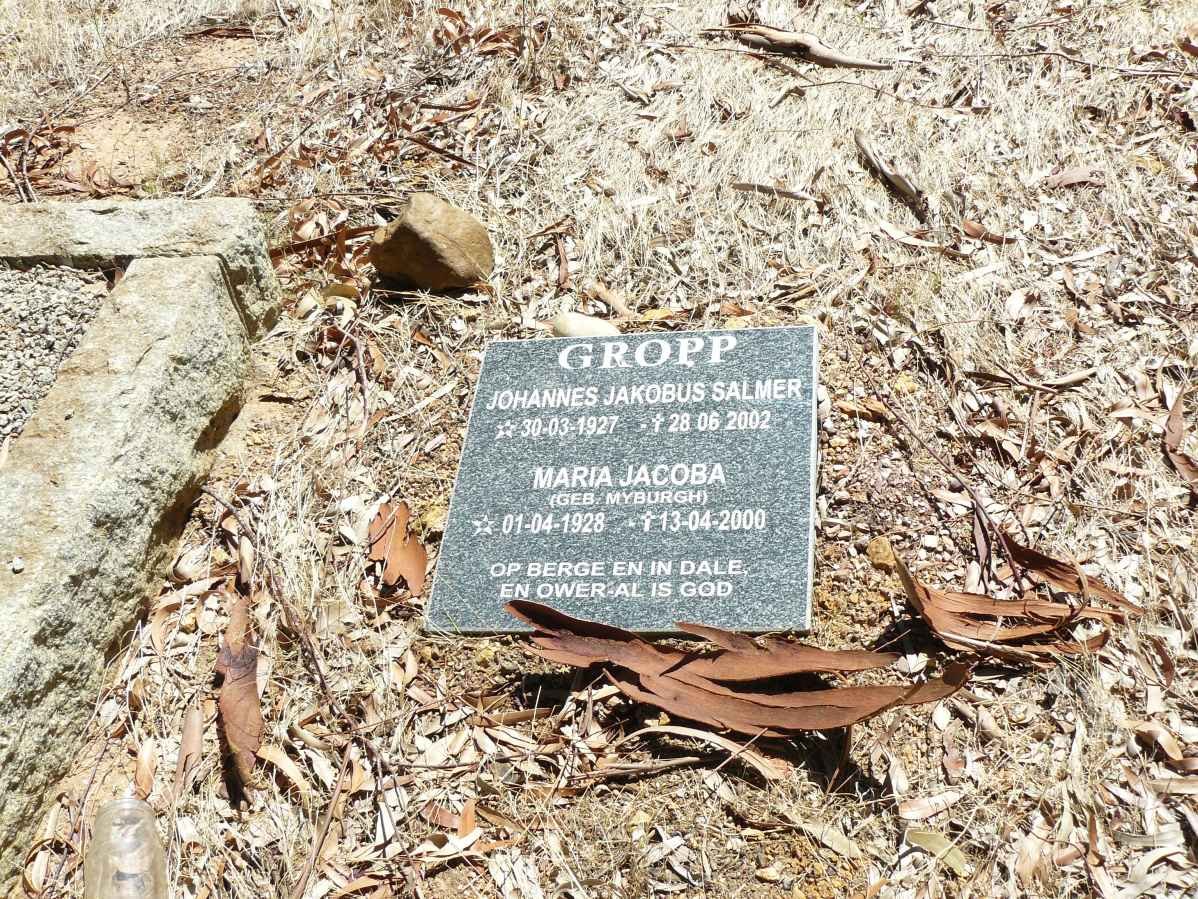 GROPP
JOHANNES JAKOBUS SALMER
☆ 30-03-1927 - † 28 06 2002
MARIA JACOBA
(GEB. MYBURGH)
☆ 01-04-1928 - † 13-04-2000
OP BERGE EN IN DALE,
EN OWER-AL IS GOD